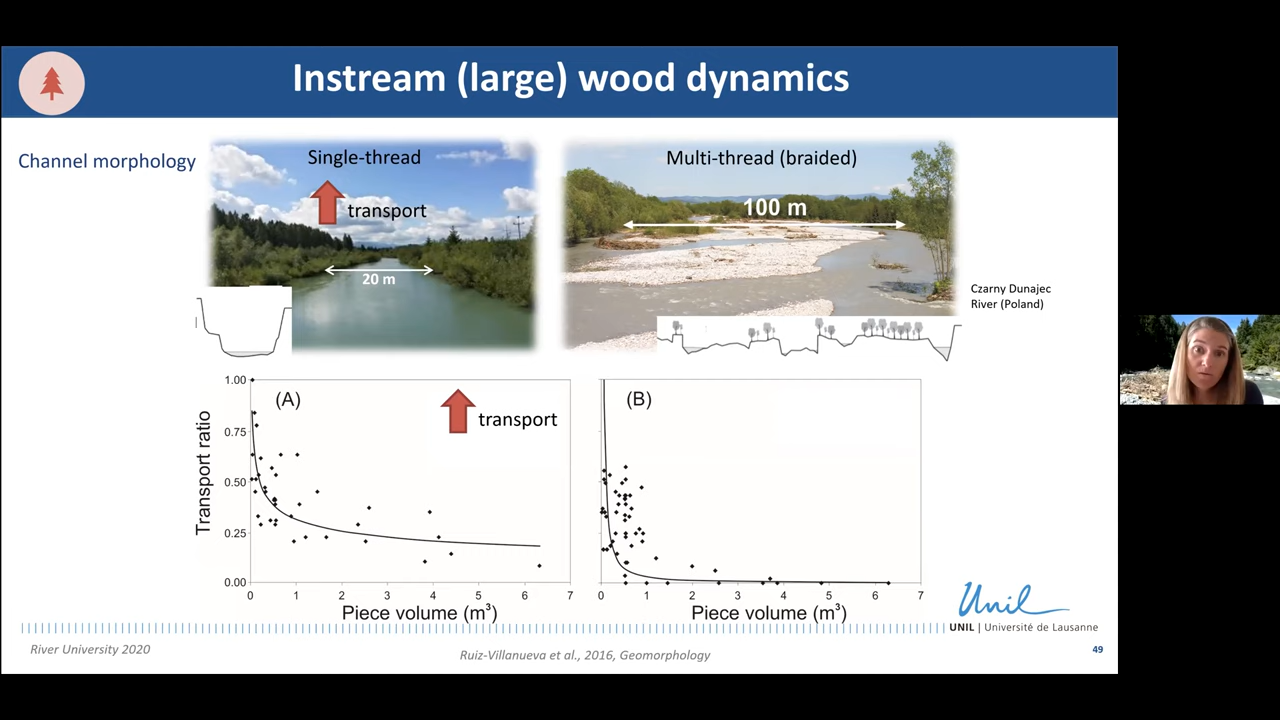 Instream (large) wood dynamics
Channel morphology
Single-thread
transport
20 m
Multi-thread (braided)
100 m
Czarny Dunajec
River (Poland)
(A)
transport
Transport ratio
1.00
0.75
0.50
0.25
0.00
0 1 2 3 4 5 6 7
Piece volume (m³)
(B)
0 1 2 3 4 5 6 7
Piece volume (m³)
Unil
UNIL | Université de Lausanne
River University 2020
Ruiz-Villanueva et al., 2016, Geomorphology
49